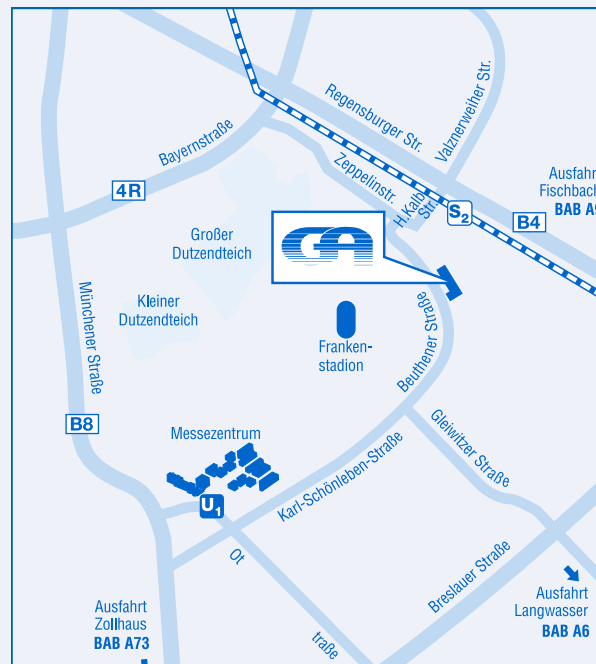 Regensburger Str.
Valznerweiher Str.
Bayernstraße
Zeppelinstr.
H.Kalb
Str.
Ausfahrt
Fischbach
BAB A9
4R
S2
B4
Großer
Dutzendteich
GA
Kleiner
Dutzendteich
Münchener Straße
Franken-
stadion
Beuthener Straße
B8
Messezentrum
Gleiwitzer Straße
Karl-Schönleben-Straße
U1
Ot
traße
Breslauer Straße
Ausfahrt
Zollhaus
BAB A73
Ausfahrt
Langwasser
BAB A6